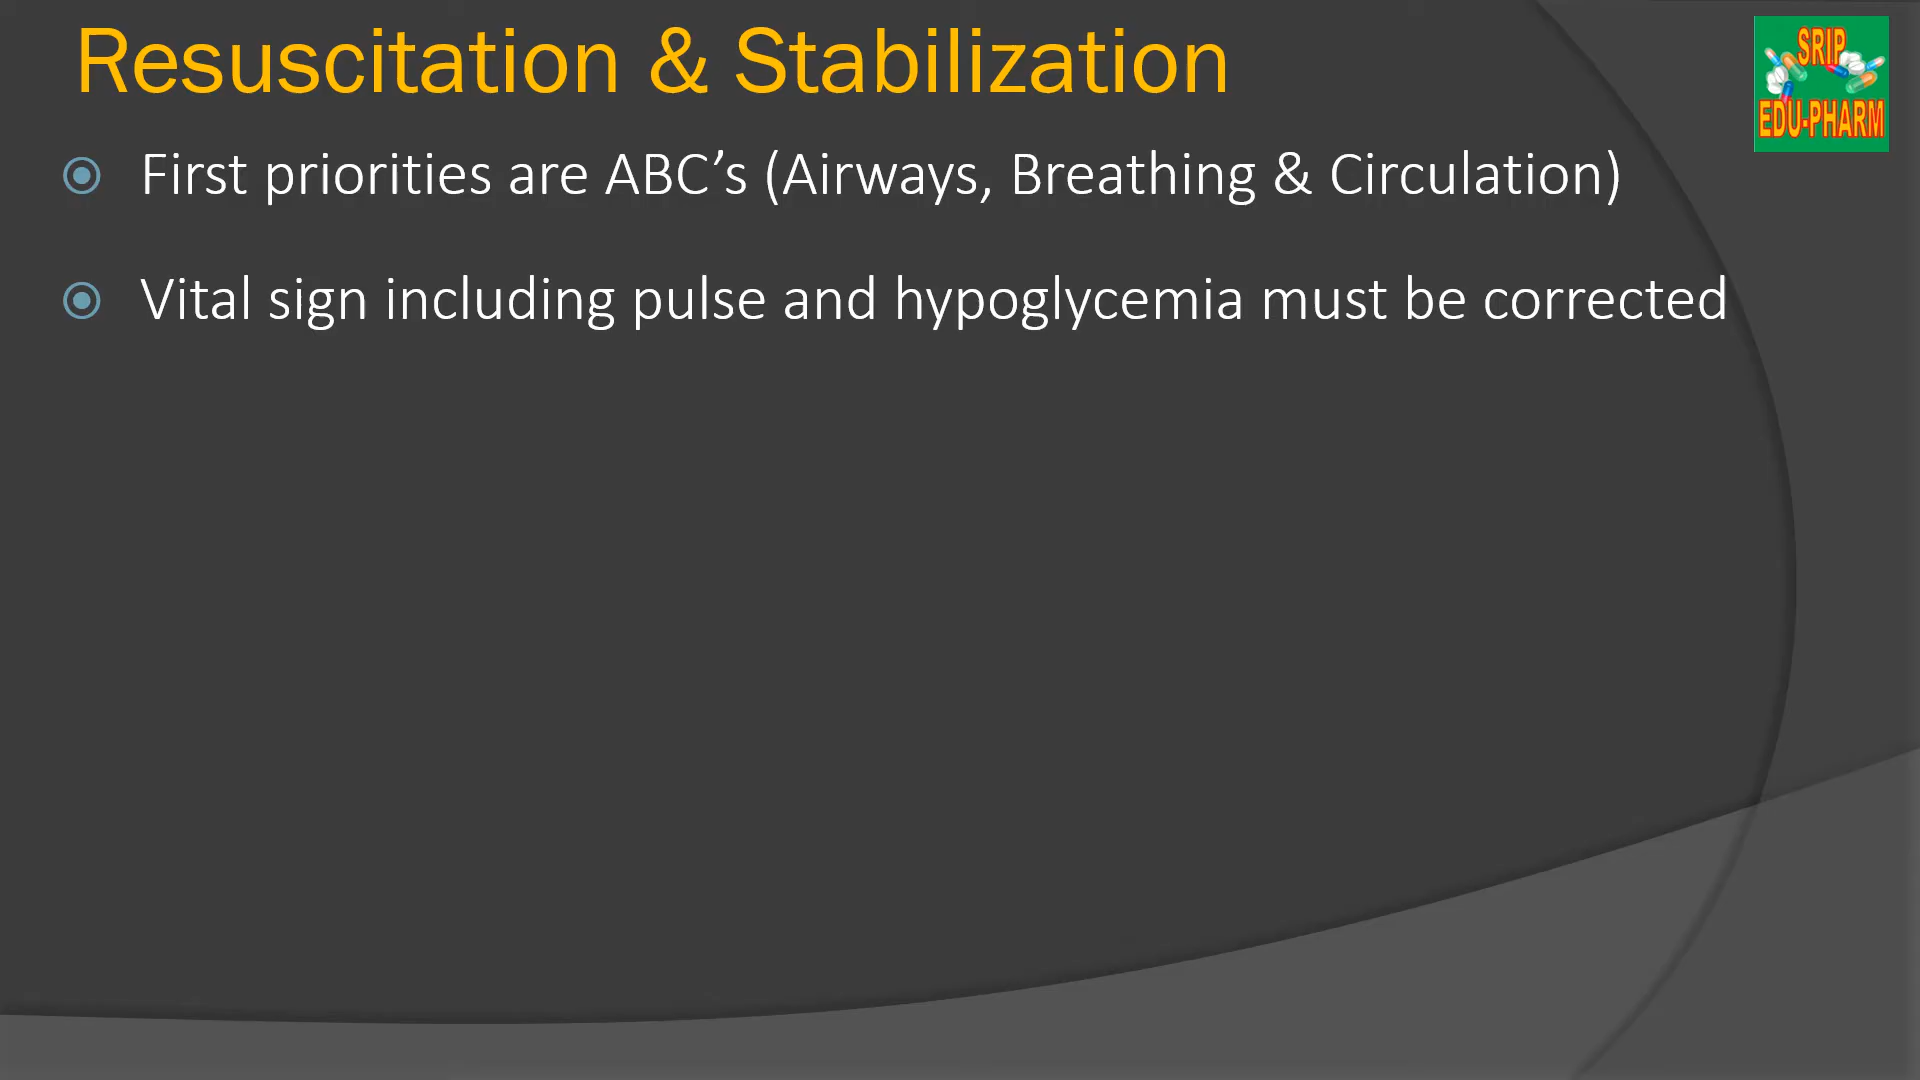 Resuscitation & Stabilization
SRIP
EDU-PHARM
First priorities are ABC’s (Airways, Breathing & Circulation)
Vital sign including pulse and hypoglycemia must be corrected